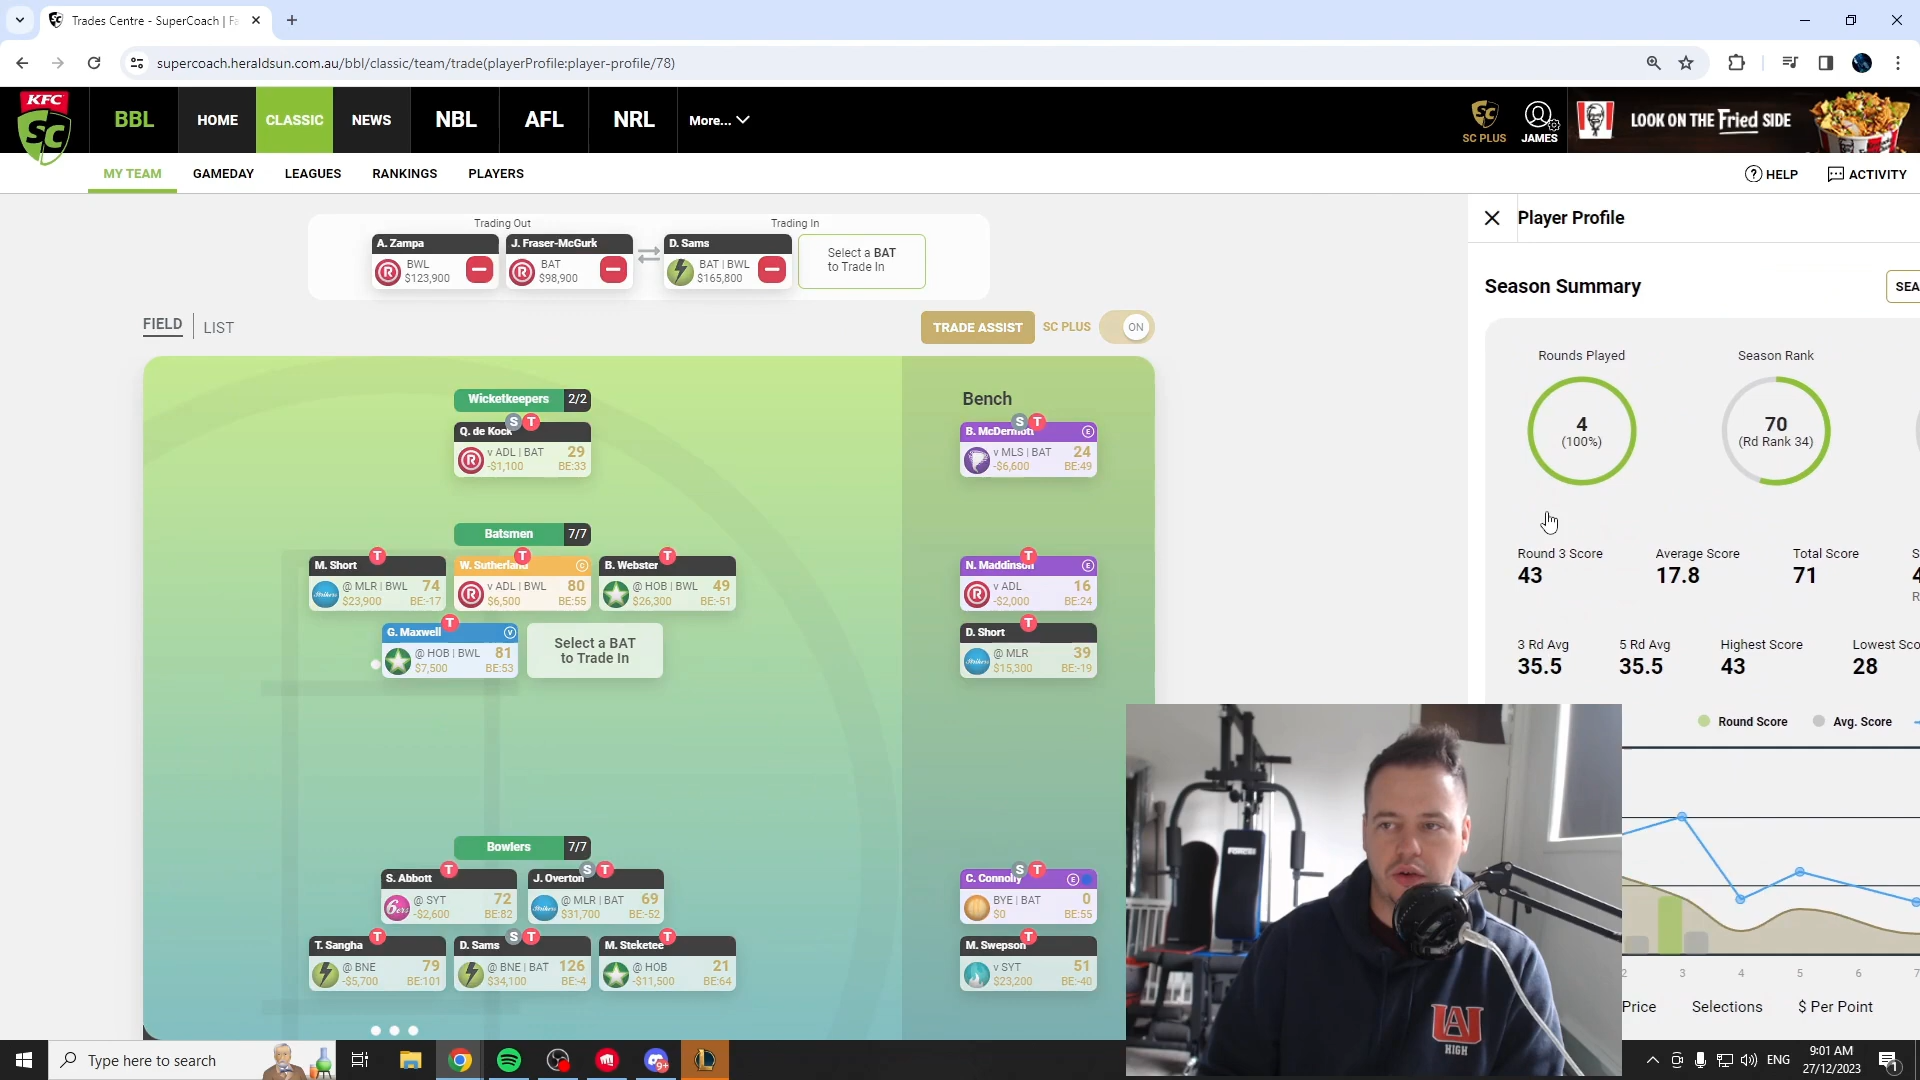 Trades Centre - SuperCoach | Fa
supercoach.heraldsun.com.au/bbl/classic/team/trade(playerProfile:player-profile/78)
KFC
SC
BBL
HOME
CLASSIC
NEWS
NBL
AFL
NRL
More...
SC
SC PLUS
JAMES
LOOK ON THE Fried SIDE
MY TEAM
GAMEDAY
LEAGUES
RANKINGS
PLAYERS
? HELP
ACTIVITY
Trading Out
Trading In
A. Zampa
R BWL
$123,900
J. Fraser-McGurk
R BAT
$98,900
D. Sams
BAT | BWL
$165,800
Select a BAT
to Trade In
FIELD
LIST
TRADE ASSIST
SC PLUS
ON
Wicketkeepers 2/2
S T
Q. de Kock
R v ADL | BAT 29
-$1,100 BE:33
Bench
S T
B. McDermott E
v MLS | BAT 24
-$6,600 BE:49
Batsmen 7/7
T
M. Short
@ MLR | BWL 74
$23,900 BE:-17
T
W. Sutherland C
R v ADL | BWL 80
$6,500 BE:55
T
B. Webster
@ HOB | BWL 49
$26,300 BE:-51
T
N. Maddinson E
R v ADL 16
-$2,000 BE:24
T
G. Maxwell V
@ HOB | BWL 81
$7,500 BE:53
Select a BAT
to Trade In
T
D. Short
@ MLR 39
$15,300 BE:-19
Bowlers 7/7
T
S. Abbott
6ers @ SYT 72
-$2,600 BE:82
S T
J. Overton
@ MLR | BAT 69
$31,700 BE:-52
S T
C. Connolly E
BYE | BAT 0
$0 BE:55
T
T. Sangha
@ BNE 79
-$5,700 BE:101
S T
D. Sams
@ BNE | BAT 126
$34,100 BE:-4
T
M. Steketee
@ HOB 21
-$11,500 BE:64
T
M. Swepson
v SYT 51
$23,200 BE:-40
Player Profile
Season Summary
SEA
Rounds Played
4
(100%)
Season Rank
70
(Rd Rank 34)
Round 3 Score
43
Average Score
17.8
Total Score
71
S
4
R
3 Rd Avg
35.5
5 Rd Avg
35.5
Highest Score
43
Lowest Sco
28
Round Score
Avg. Score
2 3 4 5 6 7
Price
Selections
$ Per Point
FORCE
HIGH
Type here to search
9+
ENG
9:01 AM
27/12/2023
1